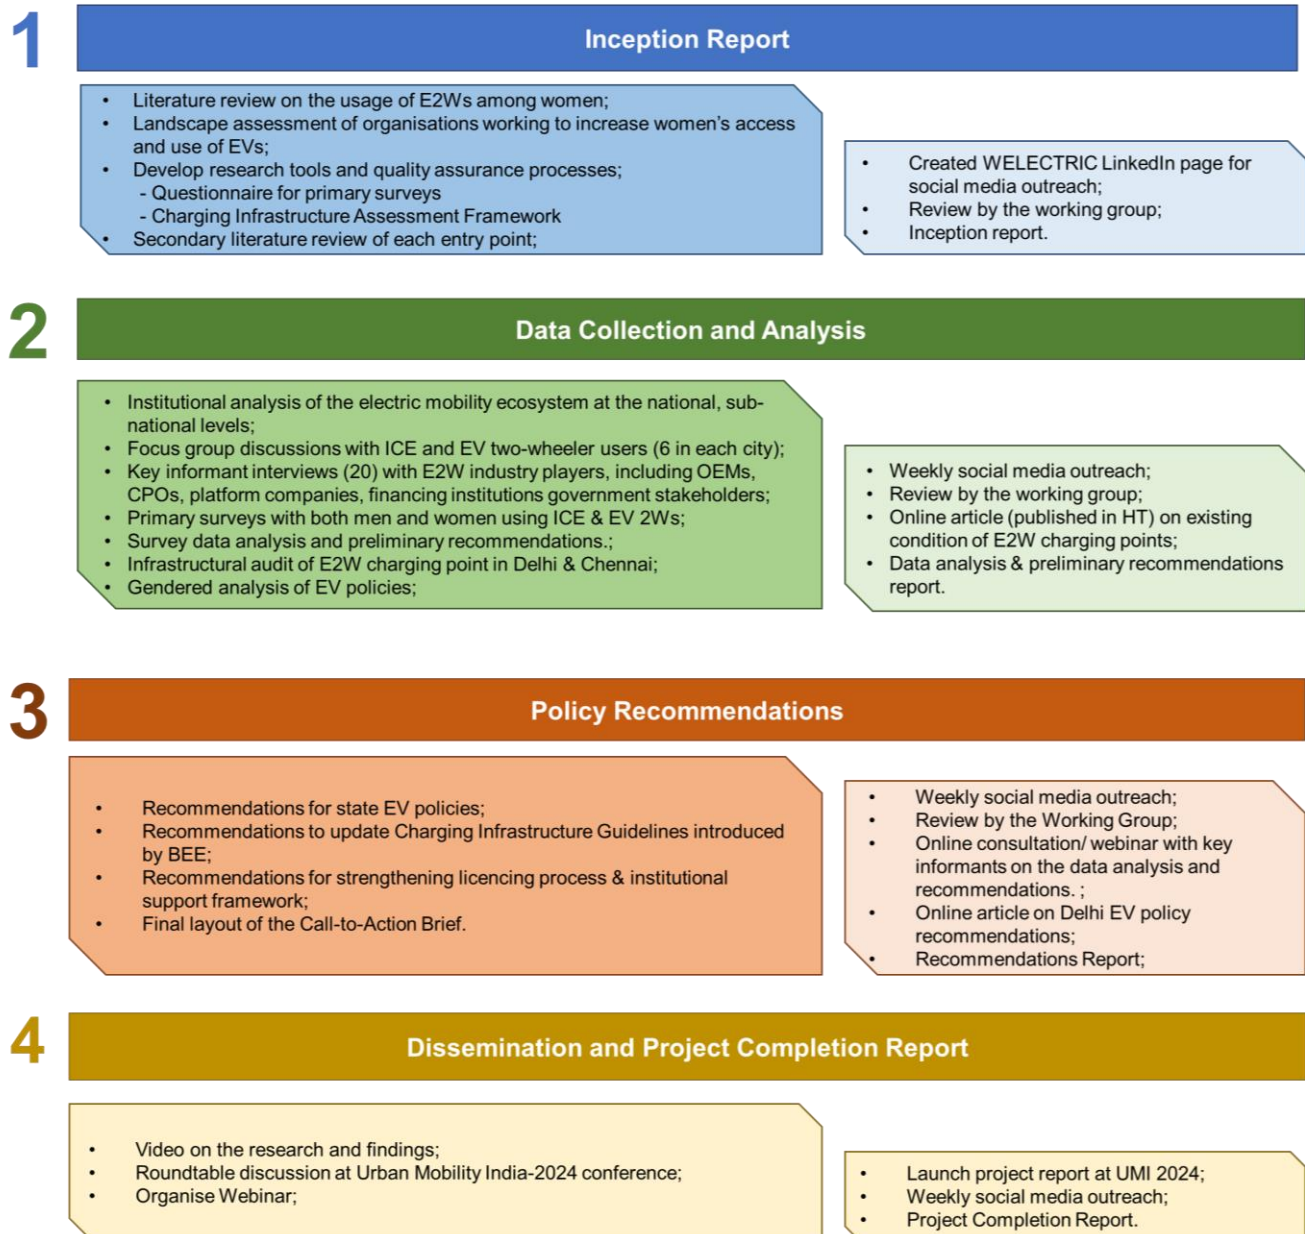 1
Inception Report
• Literature review on the usage of E2Ws among women;
• Landscape assessment of organisations working to increase women's access
and use of EVs;
• Develop research tools and quality assurance processes;
- Questionnaire for primary surveys
- Charging Infrastructure Assessment Framework
• Secondary literature review of each entry point;
• Created WELECTRIC LinkedIn page for
social media outreach;
• Review by the working group;
• Inception report.
2
Data Collection and Analysis
• Institutional analysis of the electric mobility ecosystem at the national, sub-
national levels;
• Focus group discussions with ICE and EV two-wheeler users (6 in each city);
• Key informant interviews (20) with E2W industry players, including OEMs,
CPOs, platform companies, financing institutions government stakeholders;
• Primary surveys with both men and women using ICE & EV 2Ws;
• Survey data analysis and preliminary recommendations.;
• Infrastructural audit of E2W charging point in Delhi & Chennai;
• Gendered analysis of EV policies;
• Weekly social media outreach;
• Review by the working group;
• Online article (published in HT) on existing
condition of E2W charging points;
• Data analysis & preliminary recommendations
report.
3
Policy Recommendations
• Recommendations for state EV policies;
• Recommendations to update Charging Infrastructure Guidelines introduced
by BEE;
• Recommendations for strengthening licencing process & institutional
support framework;
• Final layout of the Call-to-Action Brief.
• Weekly social media outreach;
• Review by the Working Group;
• Online consultation/ webinar with key
informants on the data analysis and
recommendations. ;
• Online article on Delhi EV policy
recommendations;
• Recommendations Report;
4
Dissemination and Project Completion Report
• Video on the research and findings;
• Roundtable discussion at Urban Mobility India-2024 conference;
• Organise Webinar;
• Launch project report at UMI 2024;
• Weekly social media outreach;
• Project Completion Report.